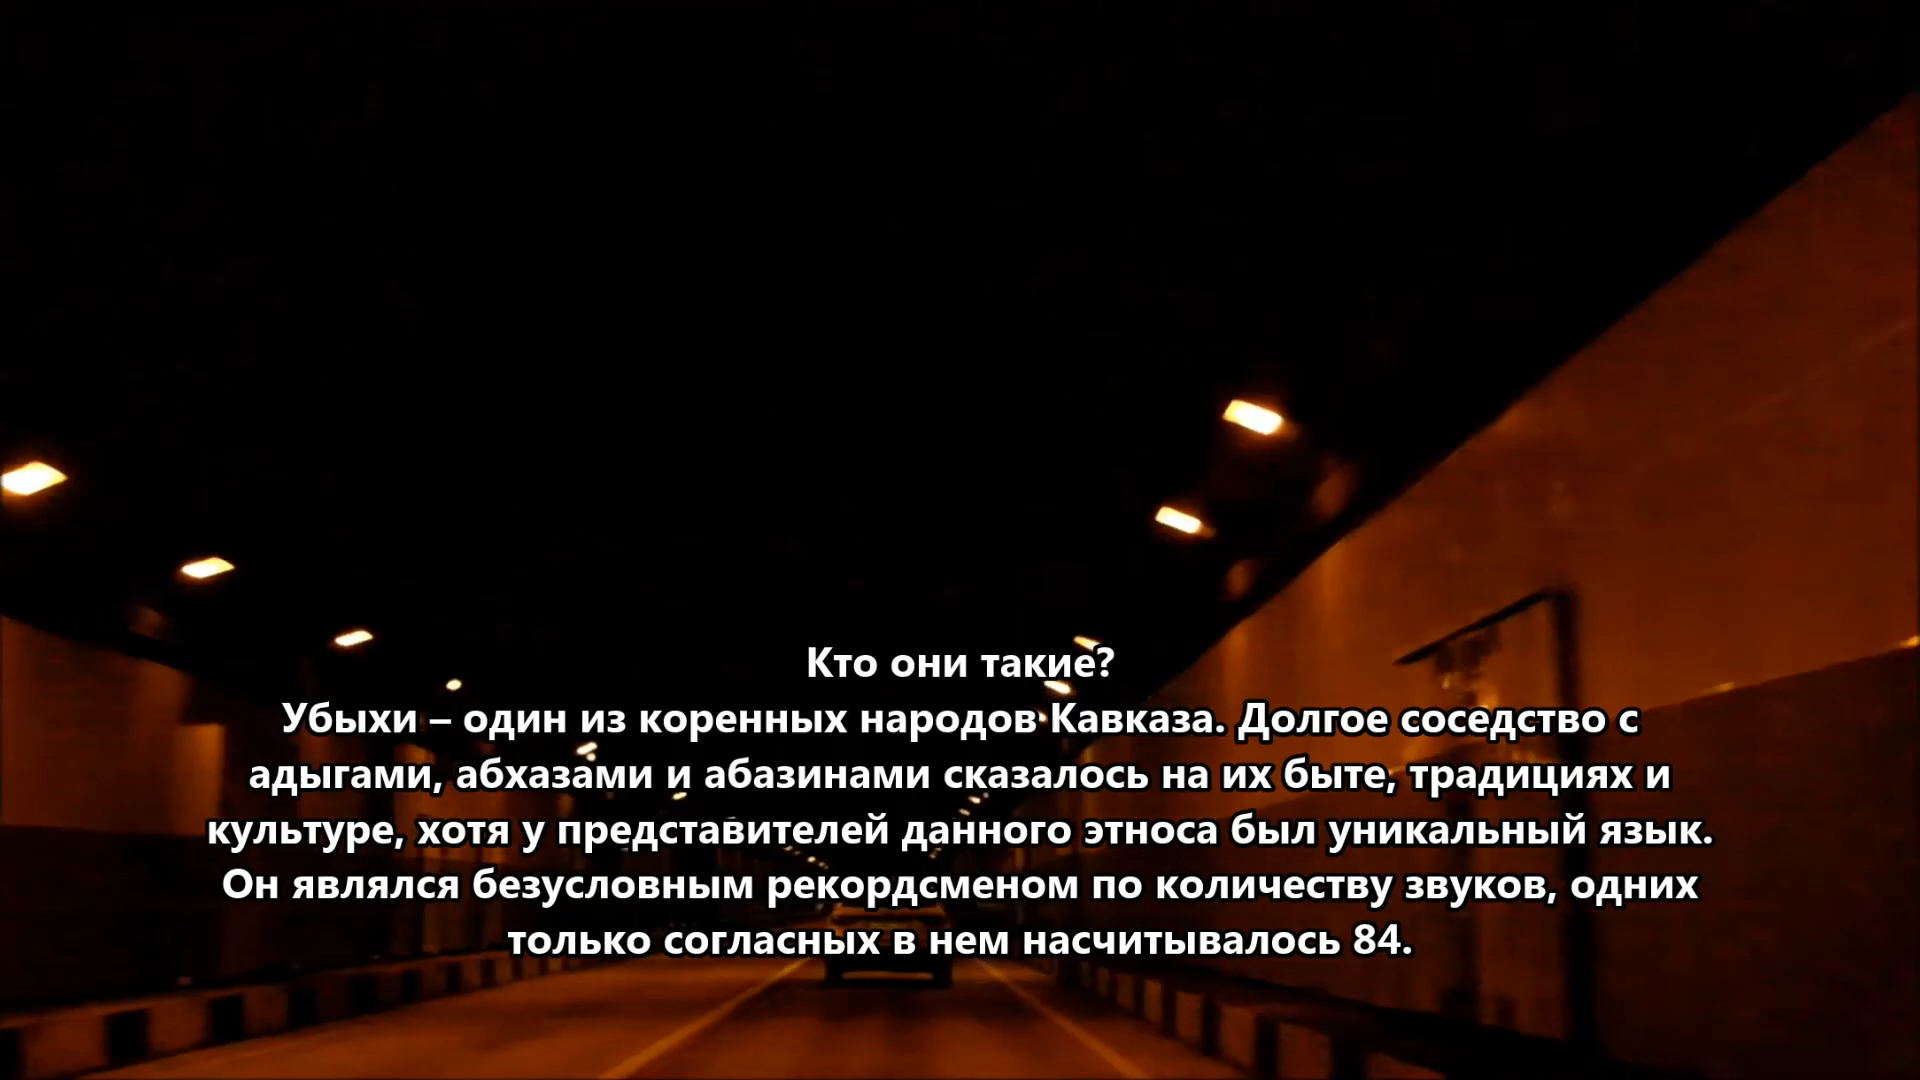 Кто они такие?
Убыхи – один из коренных народов Кавказа. Долгое соседство с
адыгами, абхазами и абазинами сказалось на их быте, традициях и
культуре, хотя у представителей данного этноса был уникальный язык.
Он являлся безусловным рекордсменом по количеству звуков, одних
только согласных в нем насчитывалось 84.